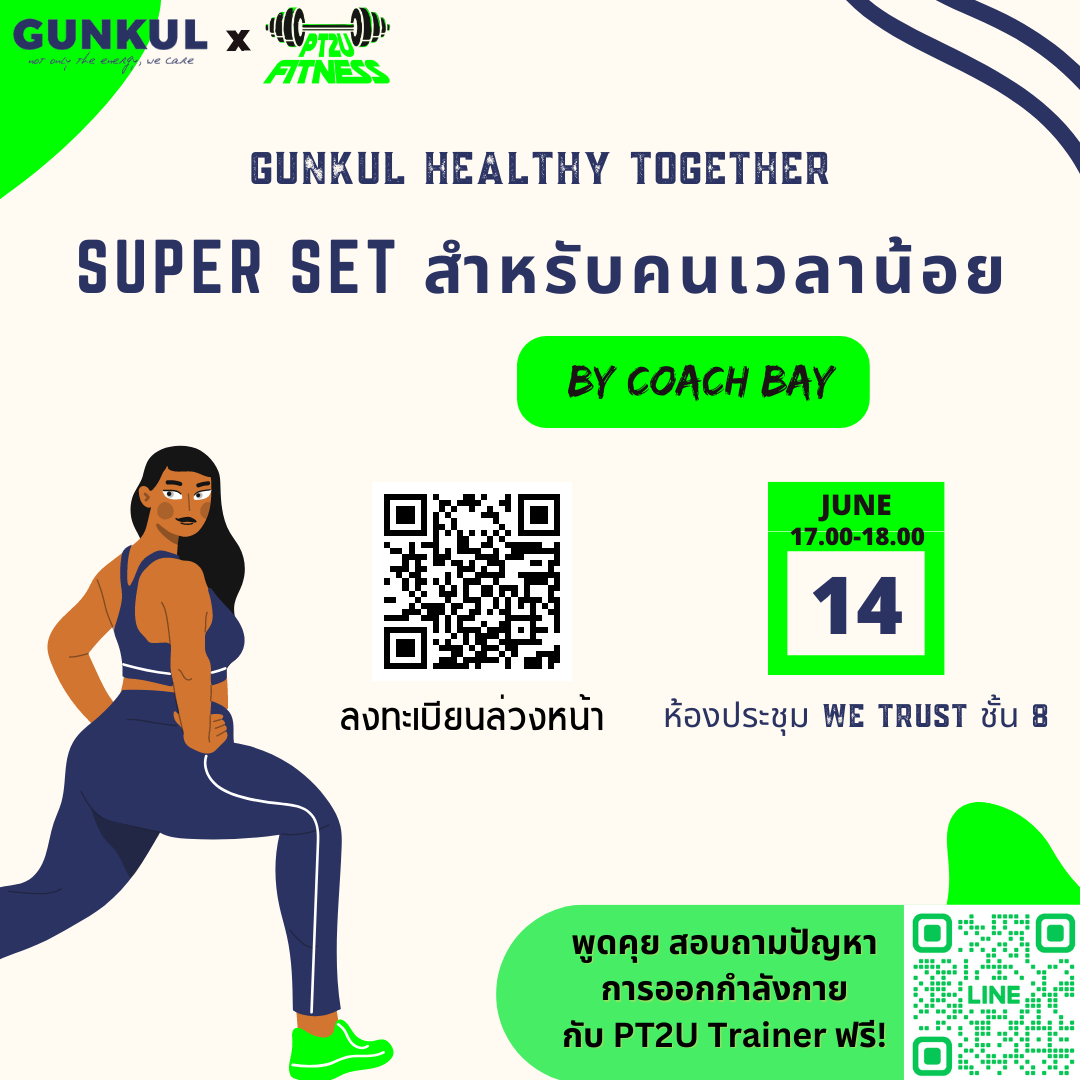 GUNKUL x PT2U
not only the energy, we care FITNESS
GUNKUL HEALTHY TOGETHER
SUPER SET สำหรับคนเวลาน้อย
BY COACH BAY
JUNE
17.00-18.00
14
ลงทะเบียนล่วงหน้า
ห้องประชุม WE TRUST ชั้น 8
พูดคุย สอบถามปัญหา
การออกกำลังกาย
กับ PT2U Trainer ฟรี!
LINE